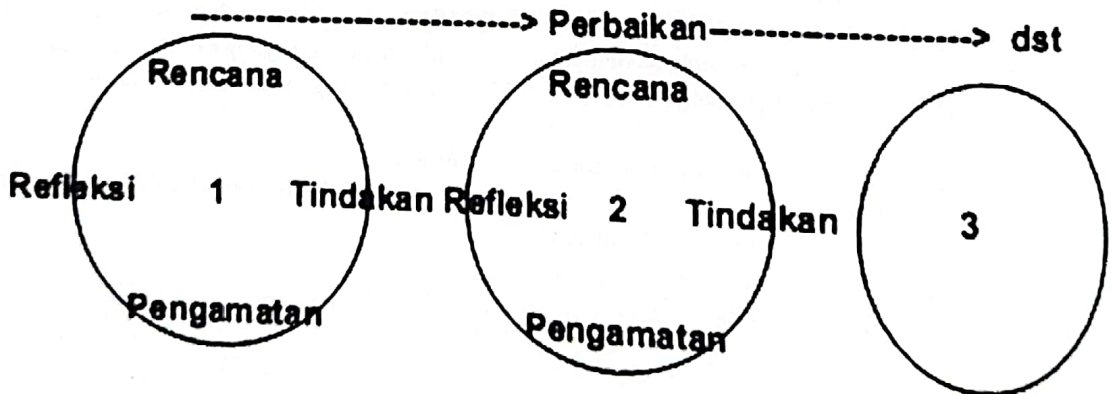 --------------------> Perbaikan--------------------> dst
Rencana
Rencana
Refleksi 1 Tindakan Refleksi 2 Tindakan 3
Pengamatan
Pengamatan